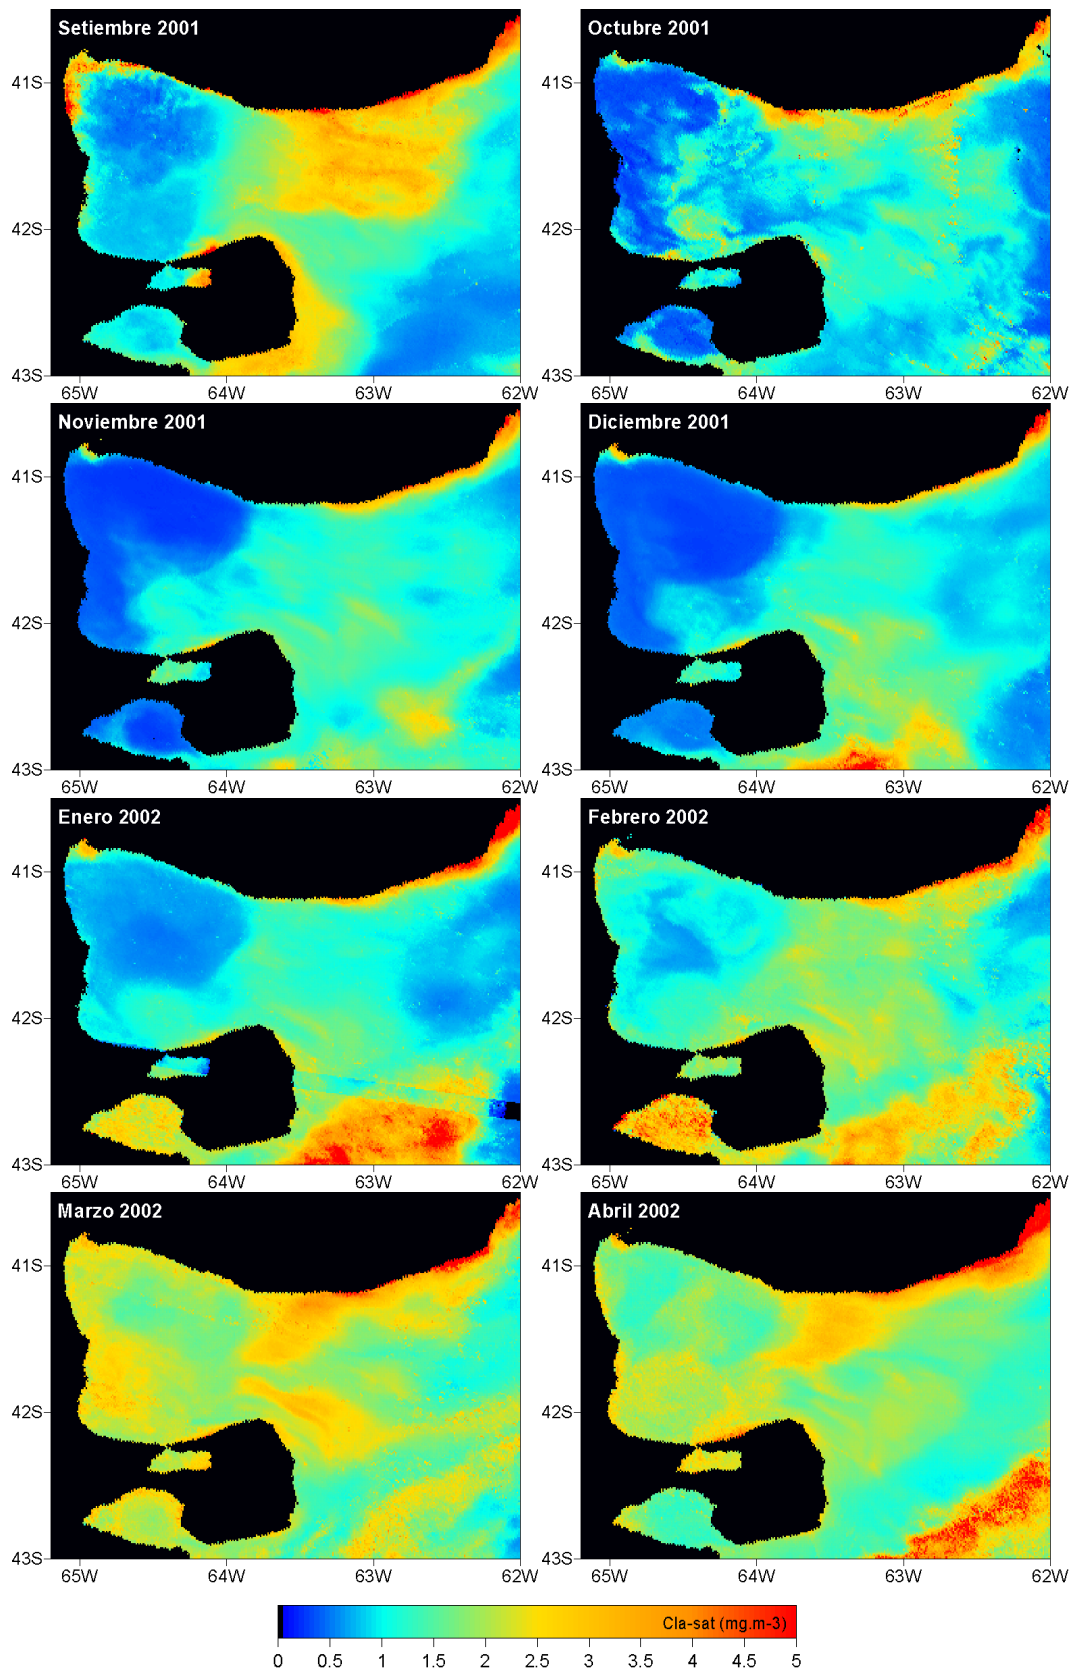 Setiembre 2001
Octubre 2001
41S
42S
43S
65W 64W 63W 62W
41S
42S
43S
65W 64W 63W 62W
Noviembre 2001
Diciembre 2001
41S
42S
43S
65W 64W 63W 62W
41S
42S
43S
65W 64W 63W 62W
Enero 2002
Febrero 2002
41S
42S
43S
65W 64W 63W 62W
41S
42S
43S
65W 64W 63W 62W
Marzo 2002
Abril 2002
41S
42S
43S
65W 64W 63W 62W
41S
42S
43S
65W 64W 63W 62W
Cla-sat (mg.m-3)
0 0.5 1 1.5 2 2.5 3 3.5 4 4.5 5